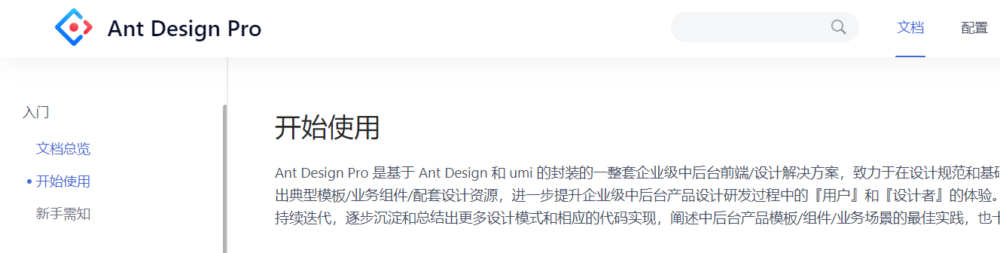 Ant Design Pro
文档
配置
入门
文档总览
开始使用
新手需知
开始使用
Ant Design Pro 是基于 Ant Design 和 umi 的封装的一整套企业级中后台前端/设计解决方案，致力于在设计规范和基础
出典型模板/业务组件/配套设计资源，进一步提升企业级中后台产品设计研发过程中的『用户』和『设计者』的体验。
持续迭代，逐步沉淀和总结出更多设计模式和相应的代码实现，阐述中后台产品模板/组件/业务场景的最佳实践，也十